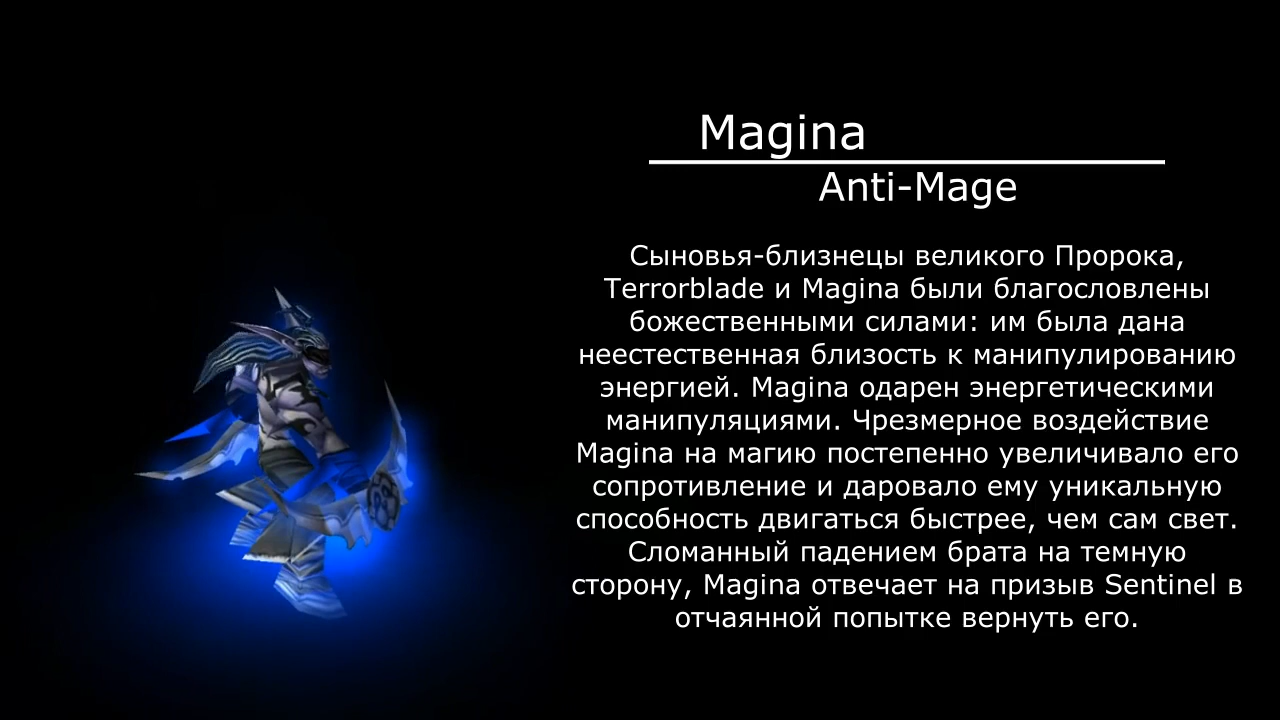 Magina
Anti-Mage
Сыновья-близнецы великого Пророка,
Terrorblade и Magina были благословлены
божественными силами: им была дана
неестественная близость к манипулированию
энергией. Magina одарен энергетическими
манипуляциями. Чрезмерное воздействие
Magina на магию постепенно увеличивало его
сопротивление и даровало ему уникальную
способность двигаться быстрее, чем сам свет.
Сломанный падением брата на темную
сторону, Magina отвечает на призыв Sentinel в
отчаянной попытке вернуть его.